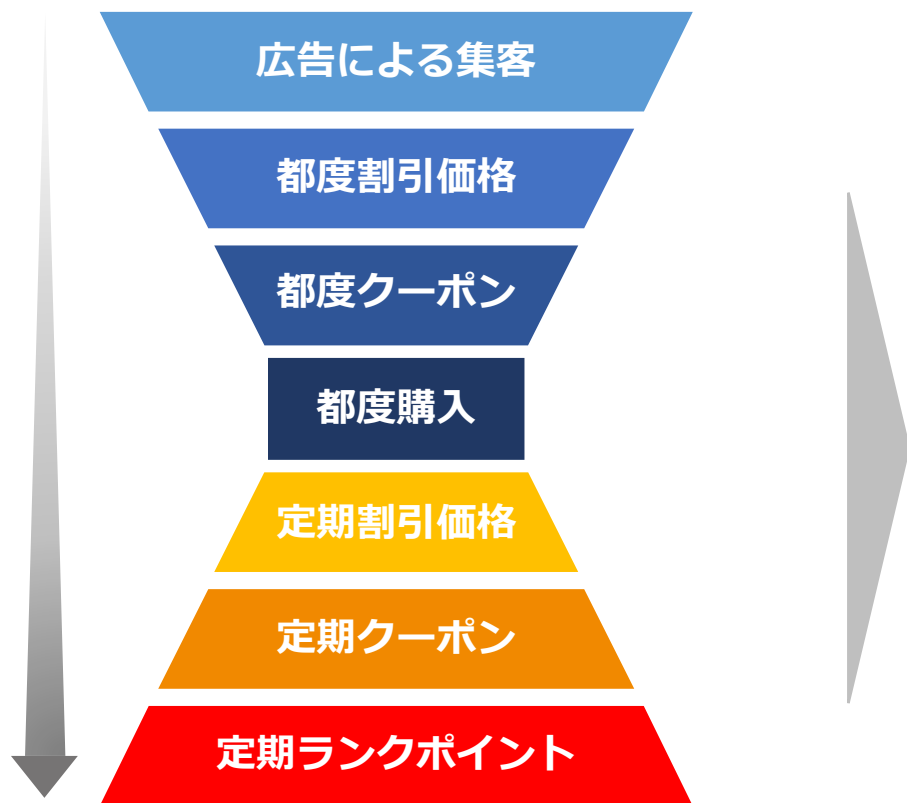 広告による集客
都度割引価格
都度クーポン
都度購入
定期割引価格
定期クーポン
定期ランクポイント